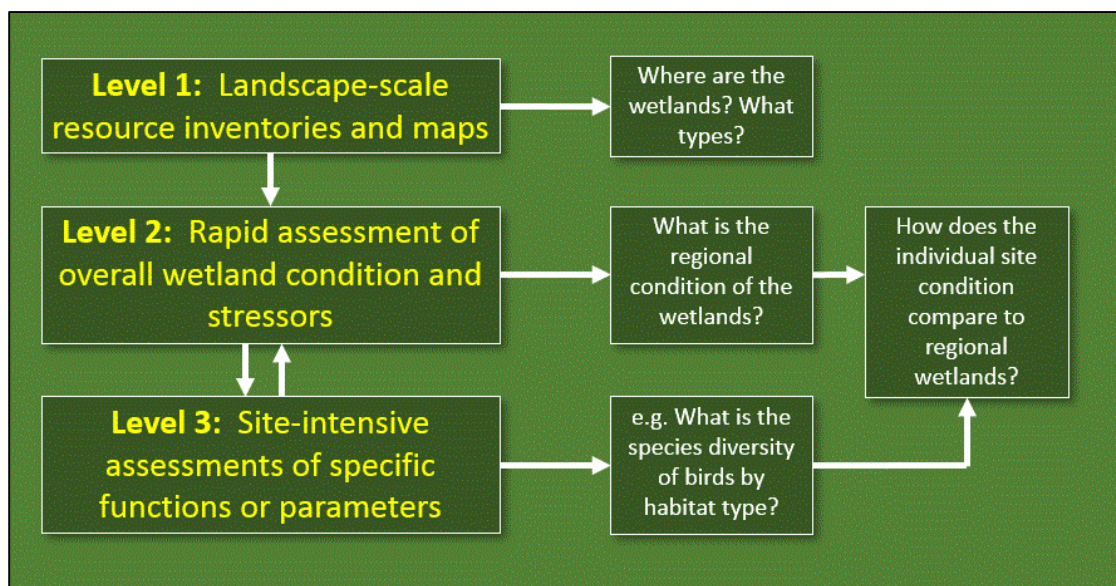 Level 1: Landscape-scale
resource inventories and maps
Where are the
wetlands? What
types?
Level 2: Rapid assessment of
overall wetland condition and
stressors
What is the
regional
condition of the
wetlands?
How does the
individual site
condition
compare to
regional
wetlands?
Level 3: Site-intensive
assessments of specific
functions or parameters
e.g. What is the
species diversity
of birds by
habitat type?